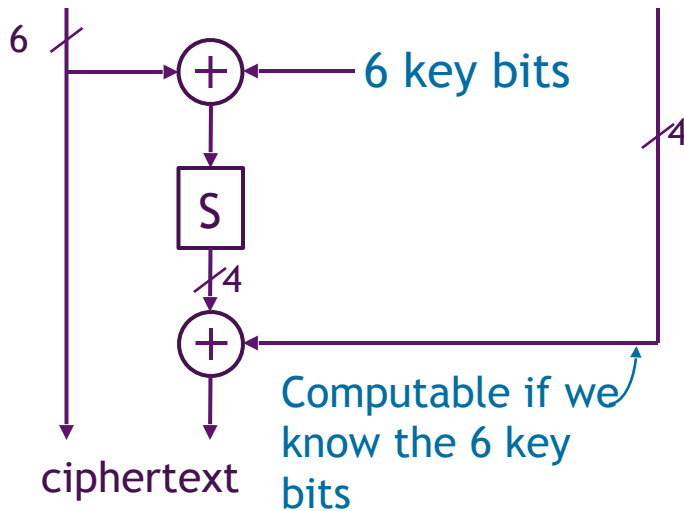 6
6 key bits
4
S
4
Computable if we
know the 6 key
bits
ciphertext